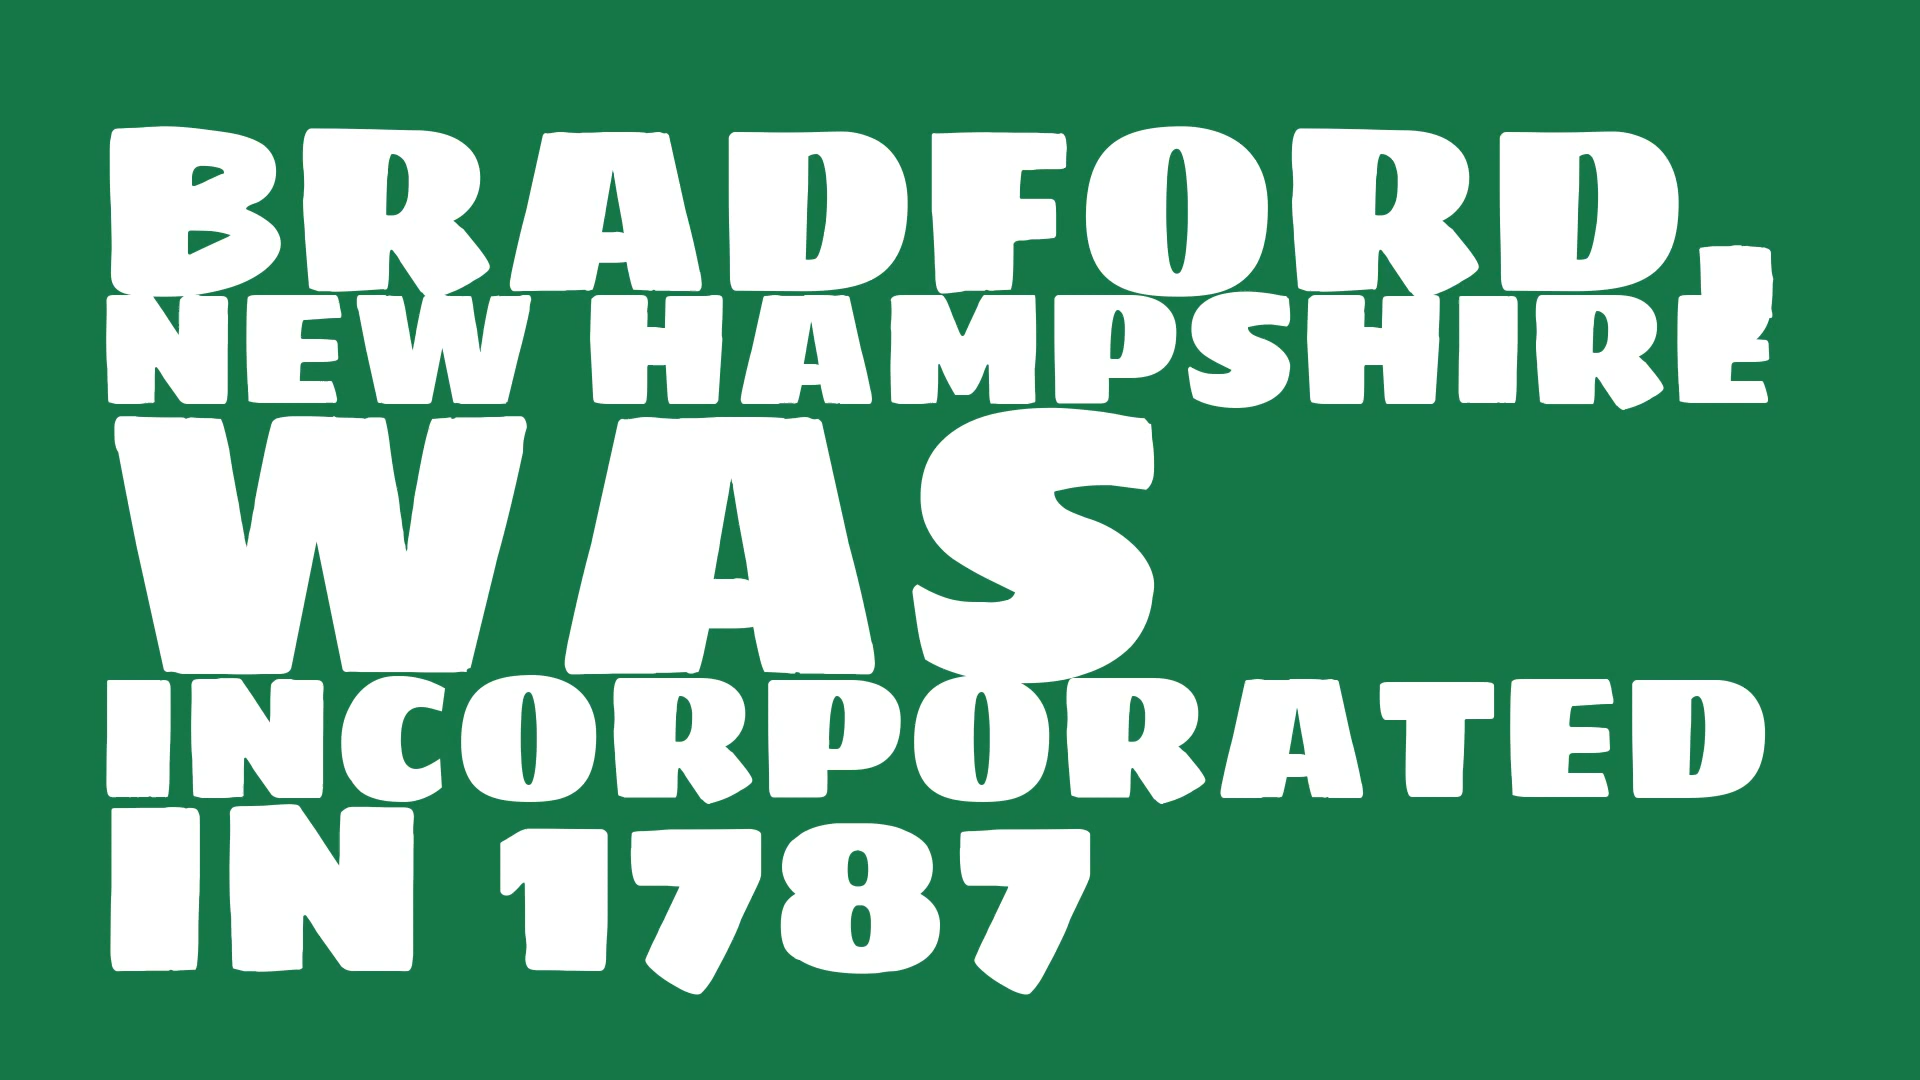 BRADFORD,
NEW HAMPSHIRE
WAS
INCORPORATED
IN 1787